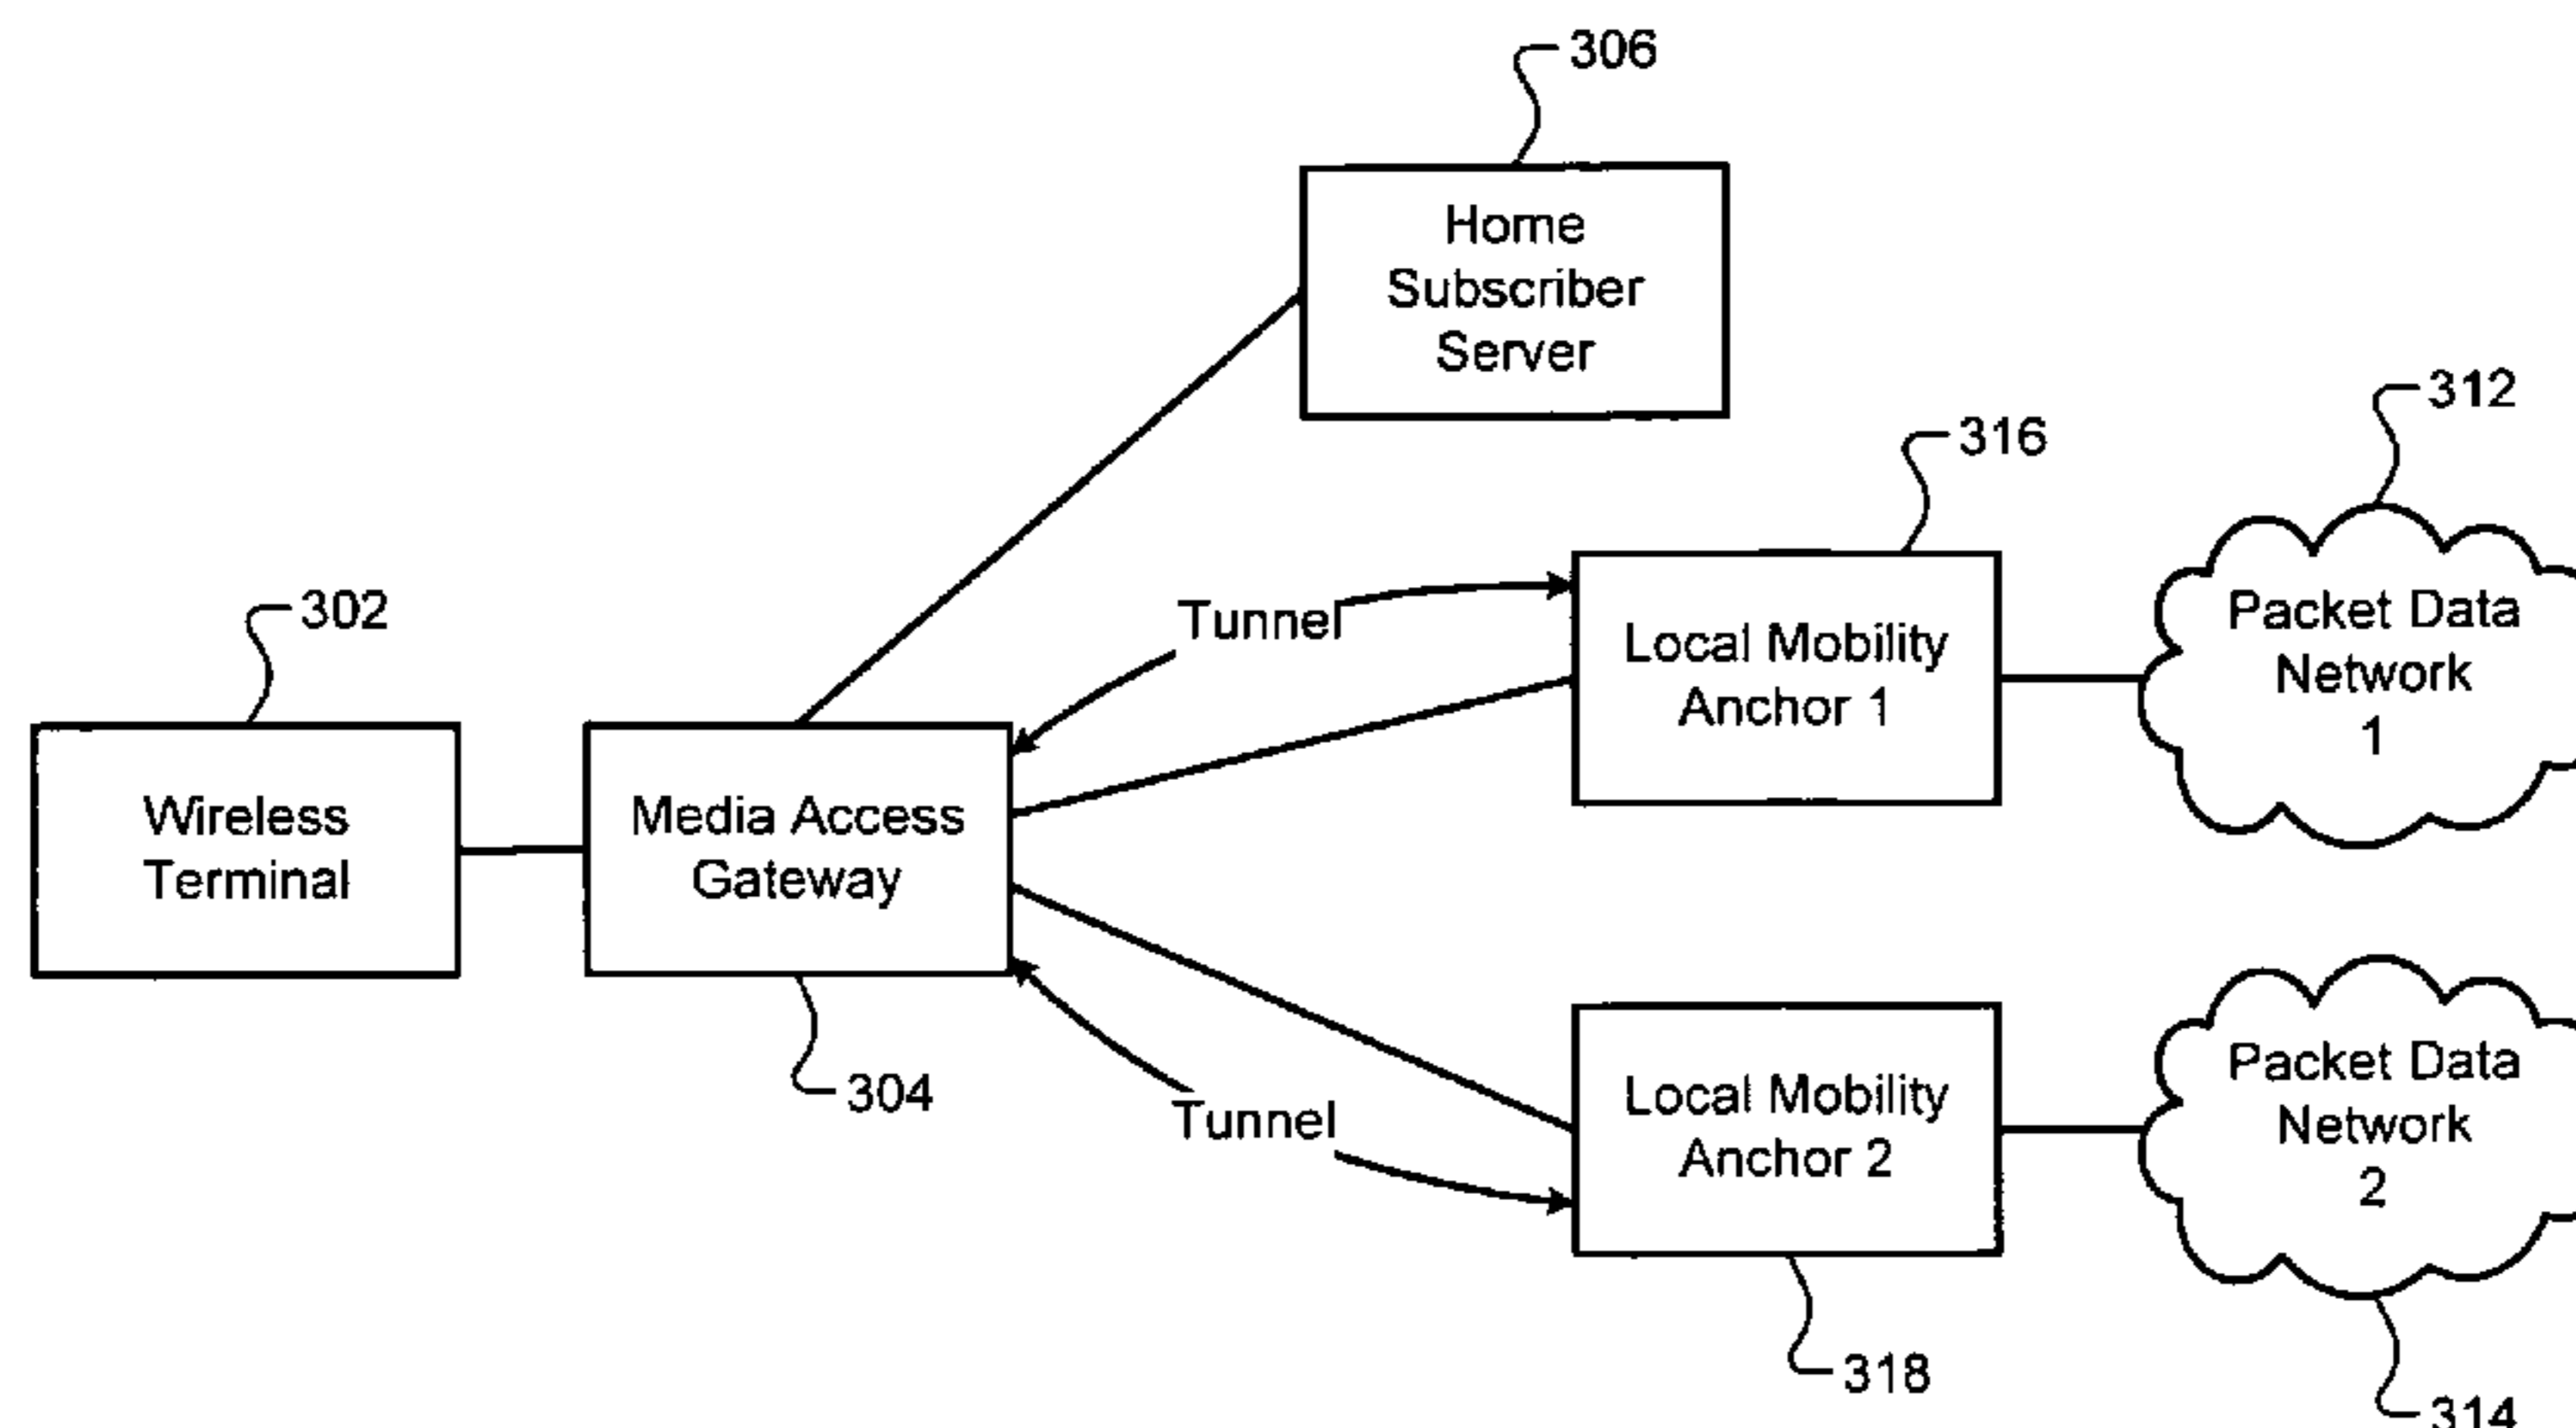 306
Home
Subscriber
Server
312
316
Packet Data
Network
1
302
Tunnel
Local Mobility
Anchor 1
Wireless
Terminal
Media Access
Gateway
304
Tunnel
Local Mobility
Anchor 2
Packet Data
Network
2
318
314